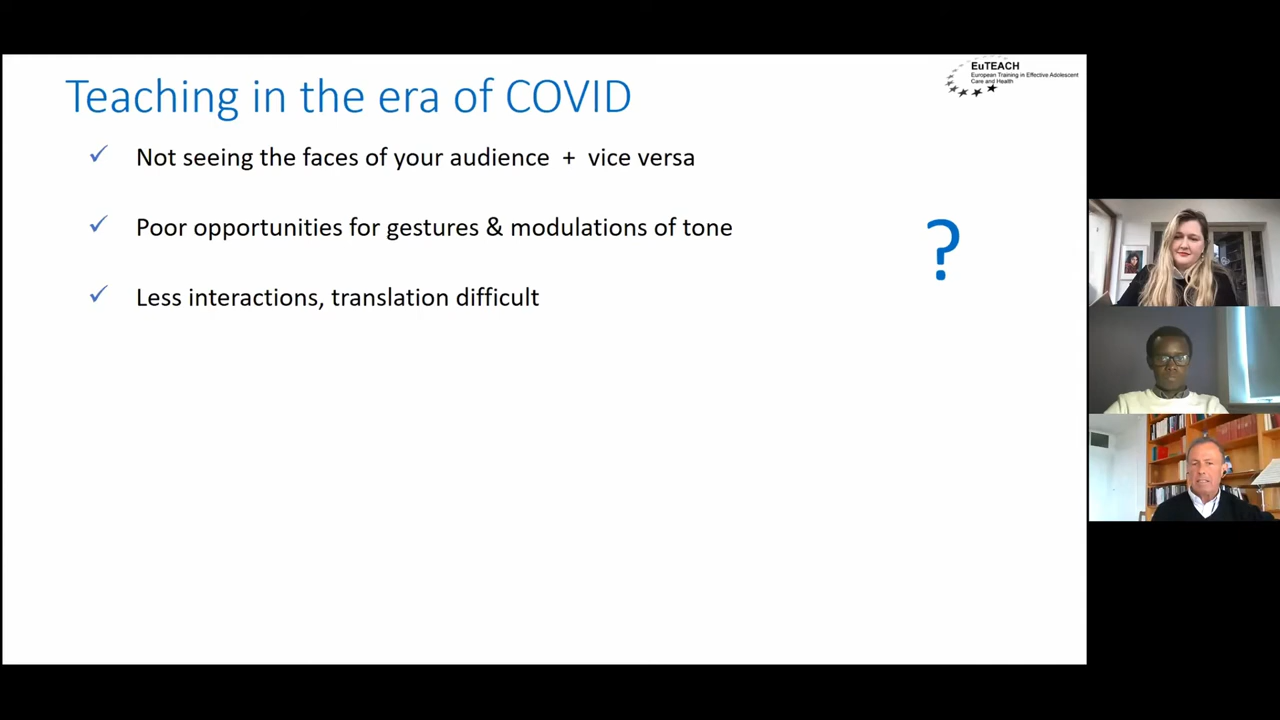 Teaching in the era of COVID
EuTEACH
European Training in Effective Adolescent
Care and Health
✓ Not seeing the faces of your audience + vice versa
✓ Poor opportunities for gestures & modulations of tone
?
✓ Less interactions, translation difficult